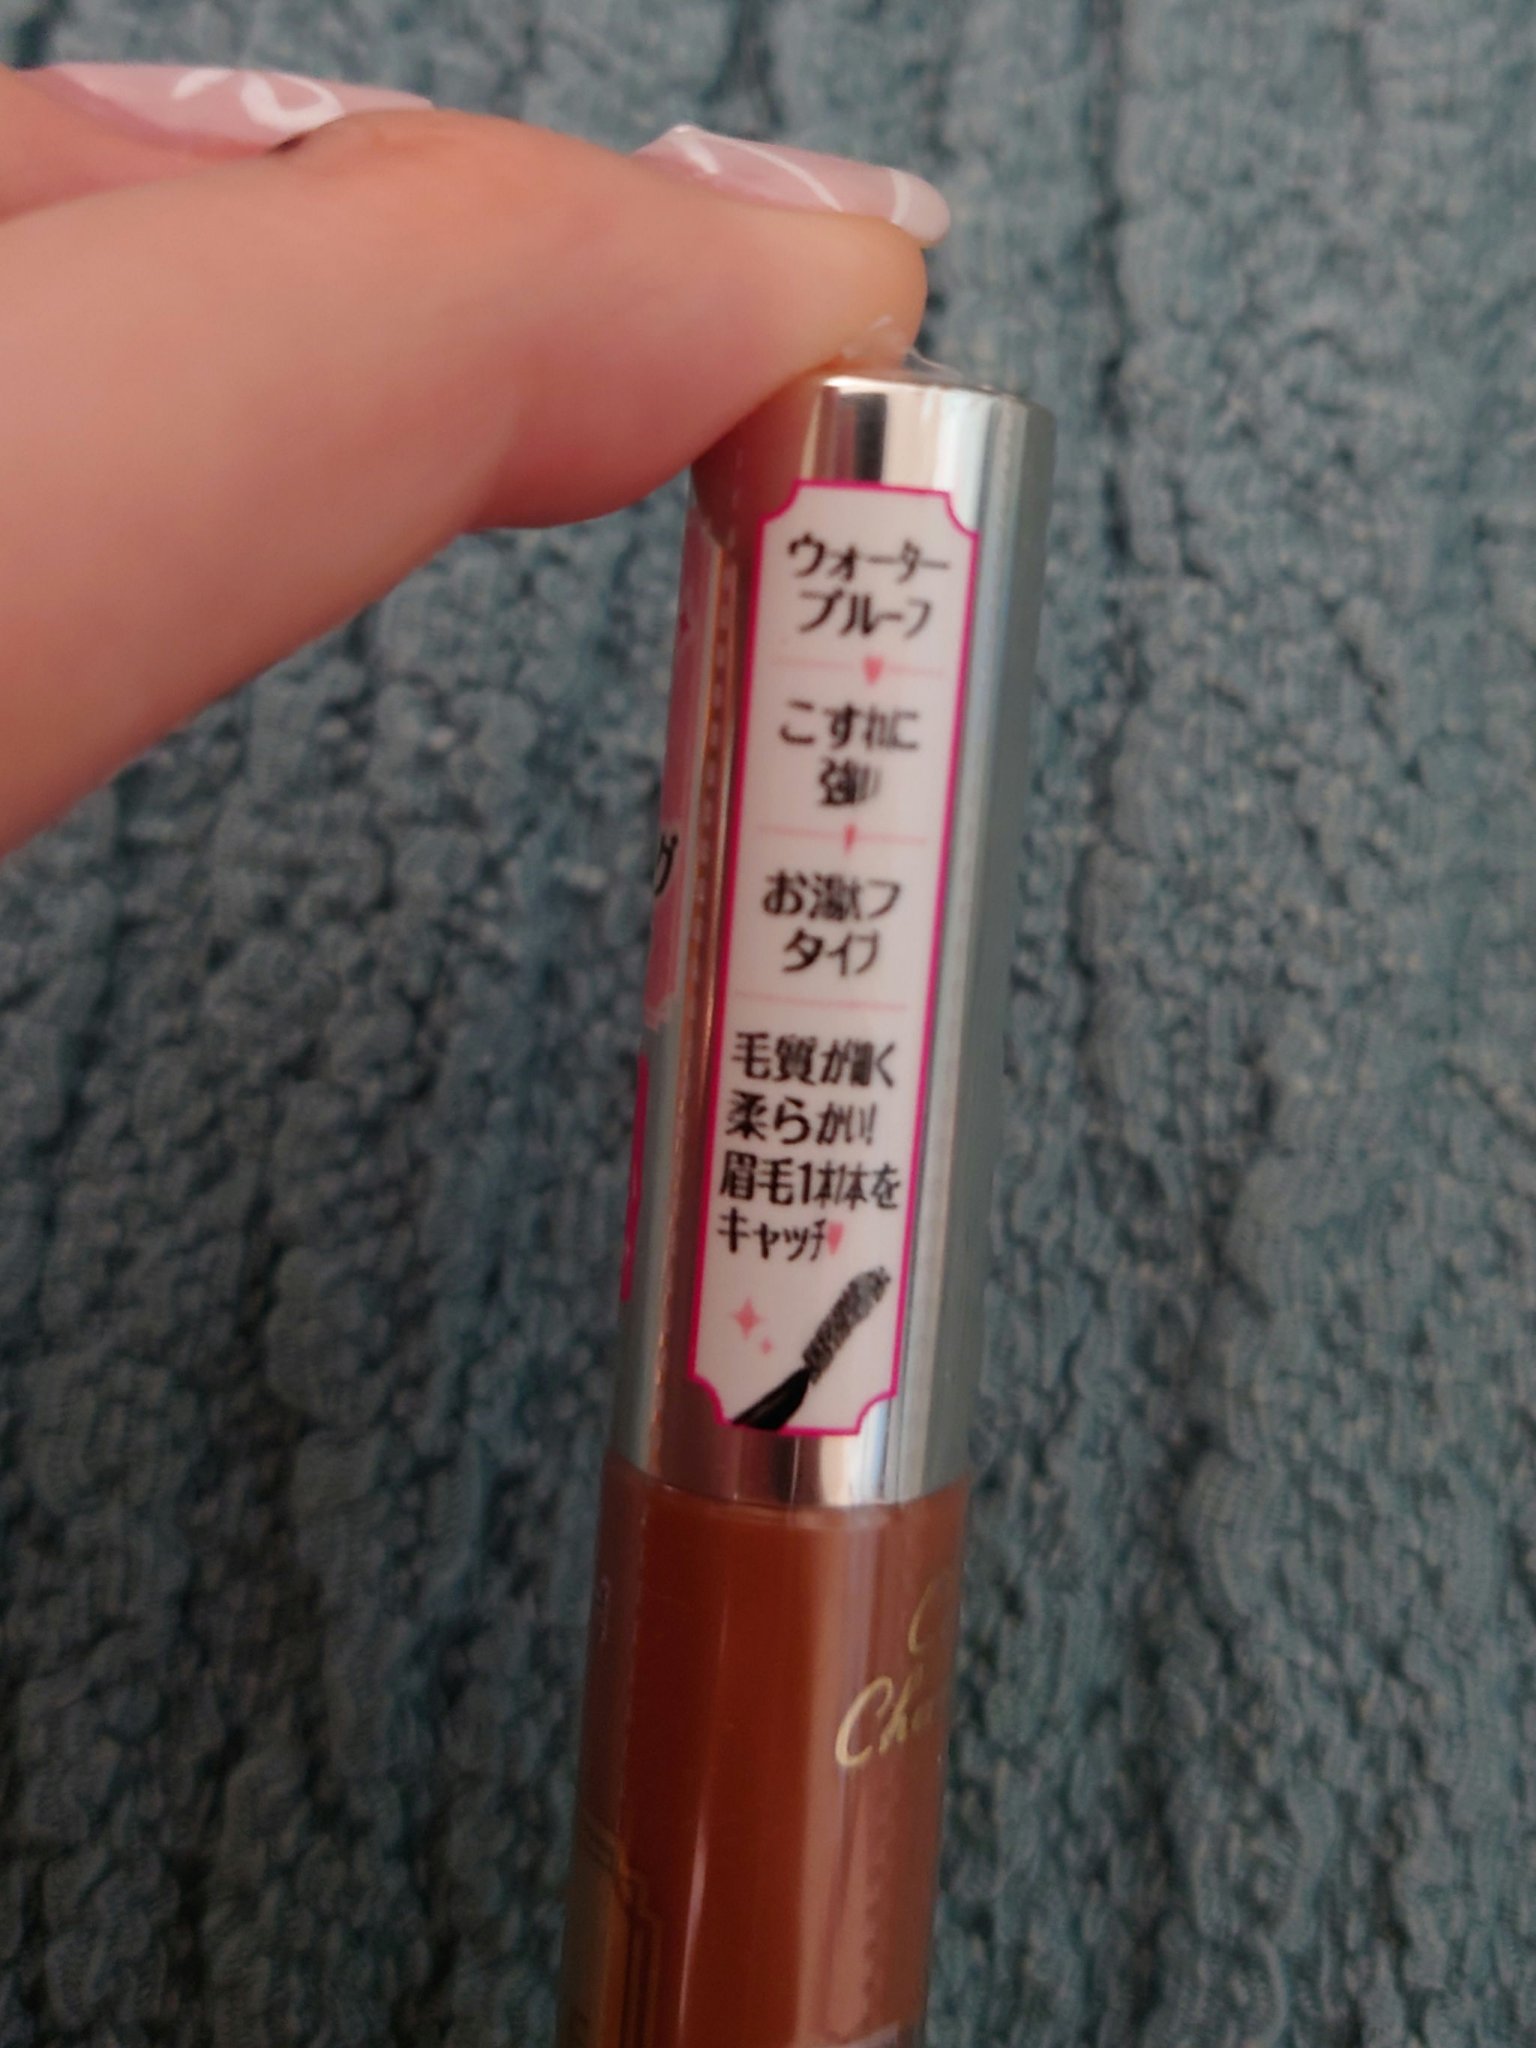 ウォーター
プルーフ
こすれに
強い
お湯オフ
タイプ
毛質が細く
柔らかい!
眉毛1本1本を
キャッチ
グ
Cha